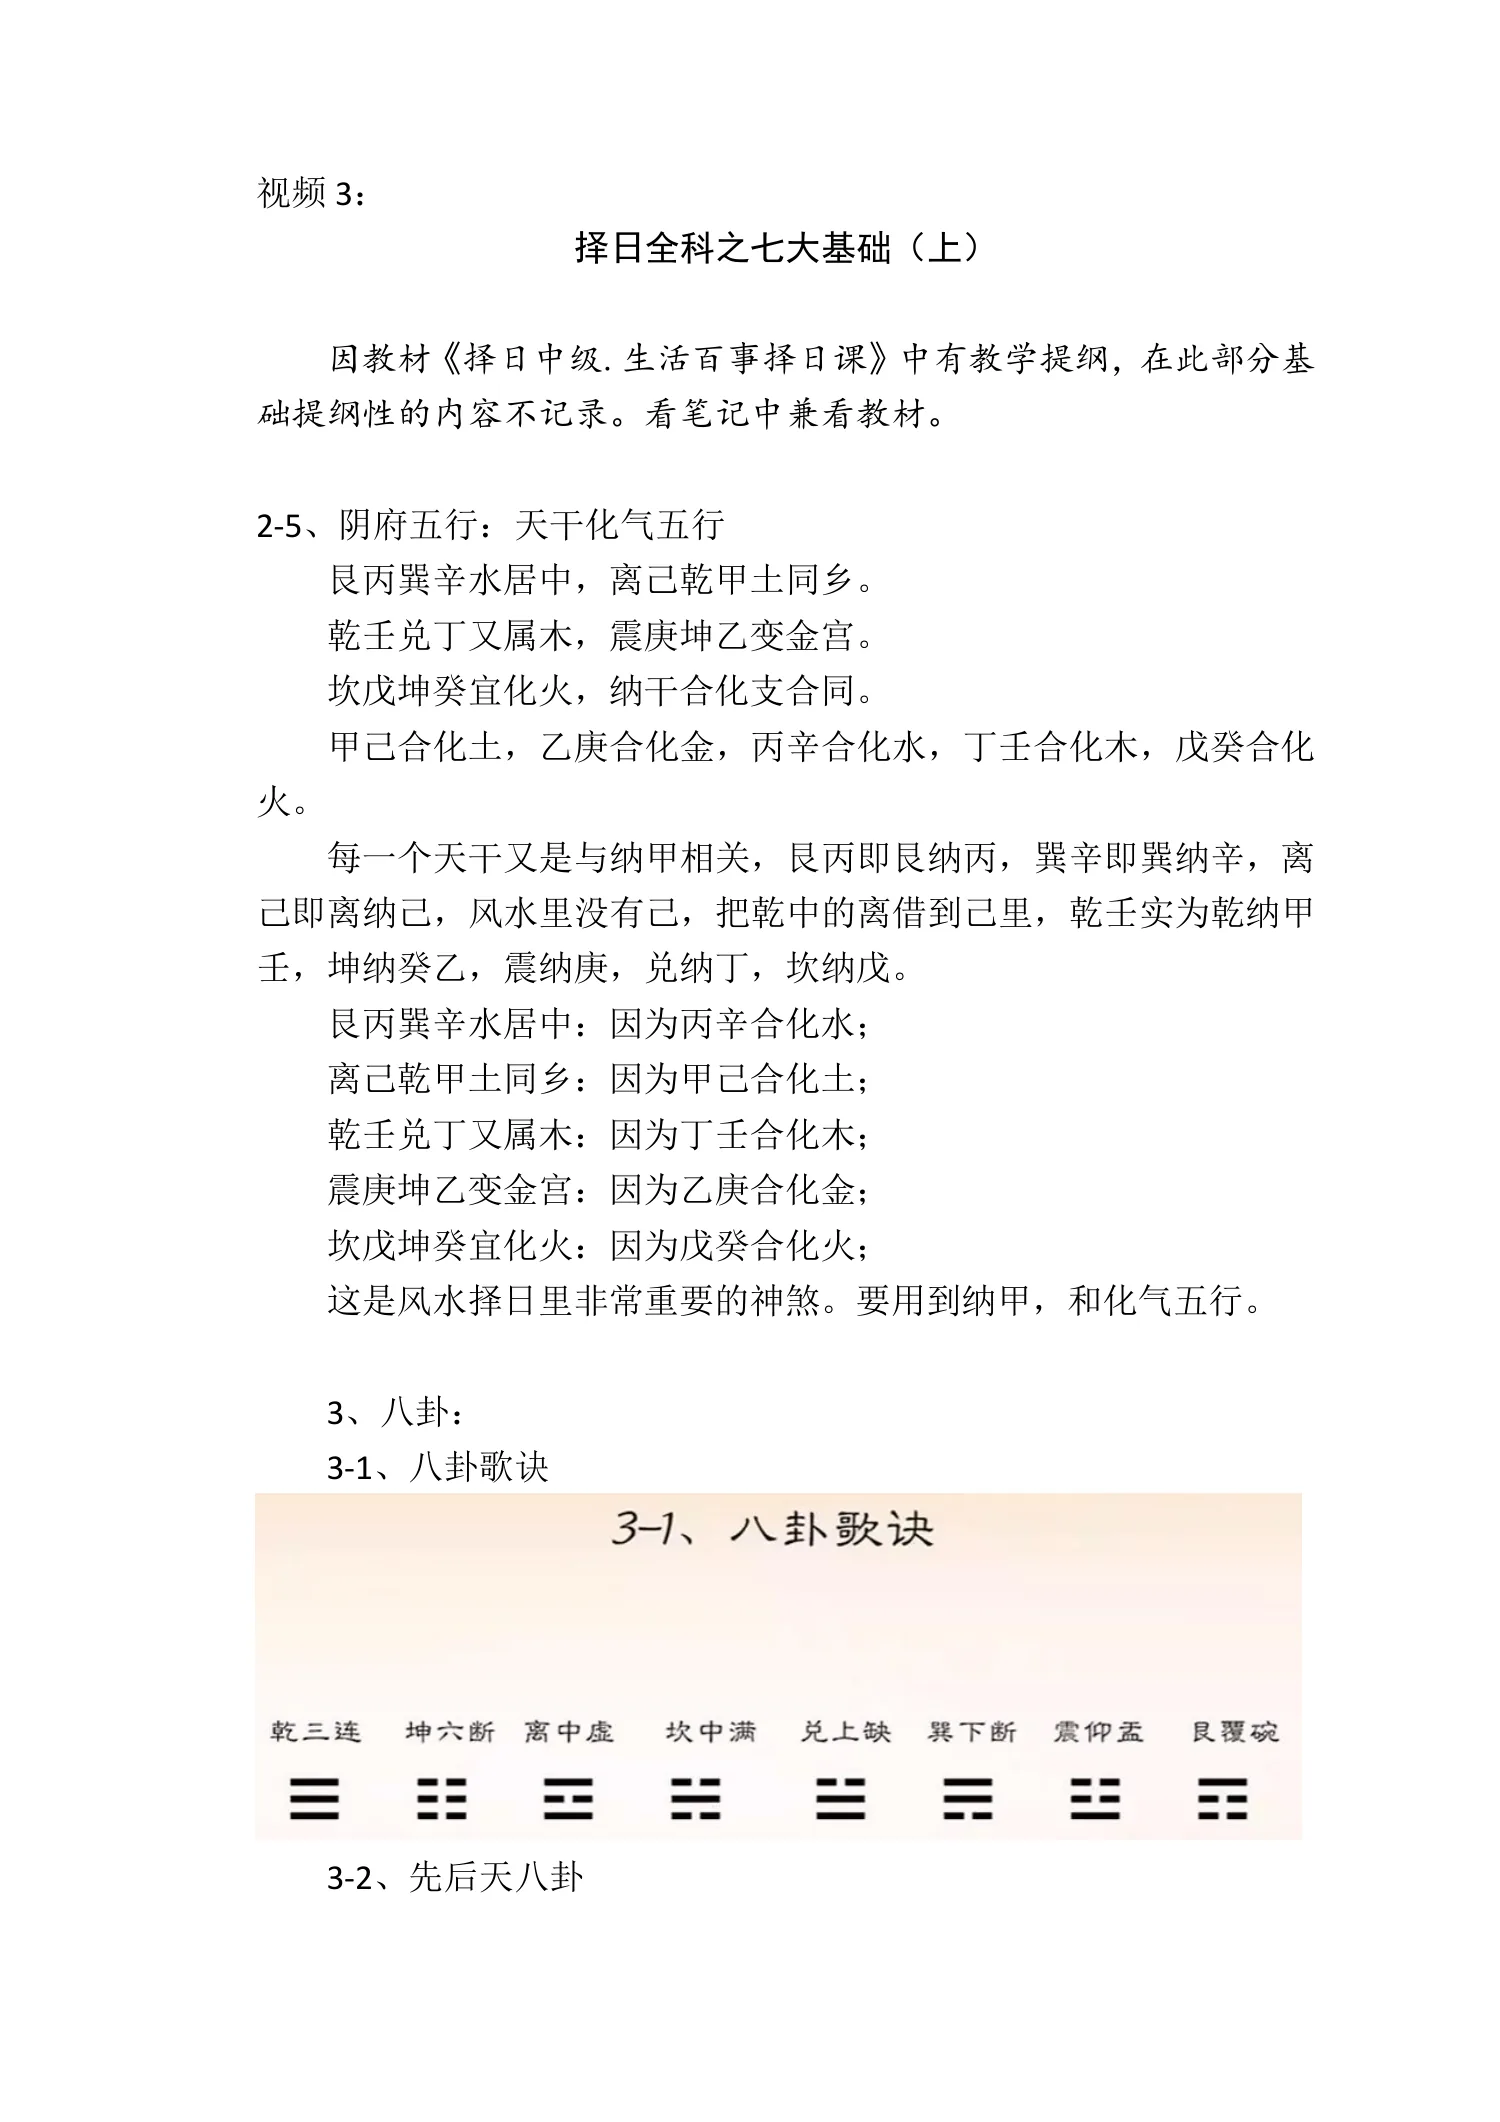 视频 3：
择日全科之七大基础（上）
因教材《择日中级.生活百事择日课》中有教学提纲，在此部分基
础提纲性的内容不记录。看笔记中兼看教材。
2-5、阴府五行：天干化气五行
艮丙巽辛水居中，离己乾甲土同乡。
乾壬兑丁又属木，震庚坤乙变金宫。
坎戊坤癸宜化火，纳干合化支合同。
甲己合化土，乙庚合化金，丙辛合化水，丁壬合化木，戊癸合化
火。
每一个天干又是与纳甲相关，艮丙即艮纳丙，巽辛即巽纳辛，离
己即离纳己，风水里没有己，把乾中的离借到己里，乾壬实为乾纳甲
壬，坤纳癸乙，震纳庚，兑纳丁，坎纳戊。
艮丙巽辛水居中：因为丙辛合化水；
离己乾甲土同乡：因为甲己合化土；
乾壬兑丁又属木：因为丁壬合化木；
震庚坤乙变金宫：因为乙庚合化金；
坎戊坤癸宜化火：因为戊癸合化火；
这是风水择日里非常重要的神煞。要用到纳甲，和化气五行。
3、八卦：
3-1、八卦歌诀
3-1、八卦歌诀
乾三连 坤六断 离中虚 坎中满 兑上缺 巽下断 震仰盂 艮覆碗
3-2、先后天八卦